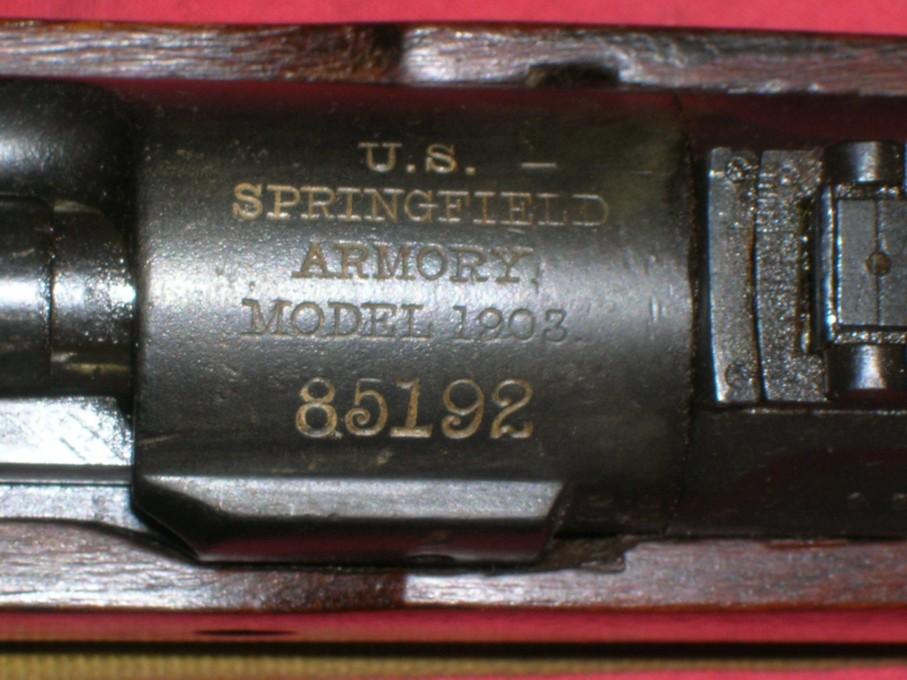 U.S.
SPRINGFIELD
ARMORY,
MODEL 1903.
85192